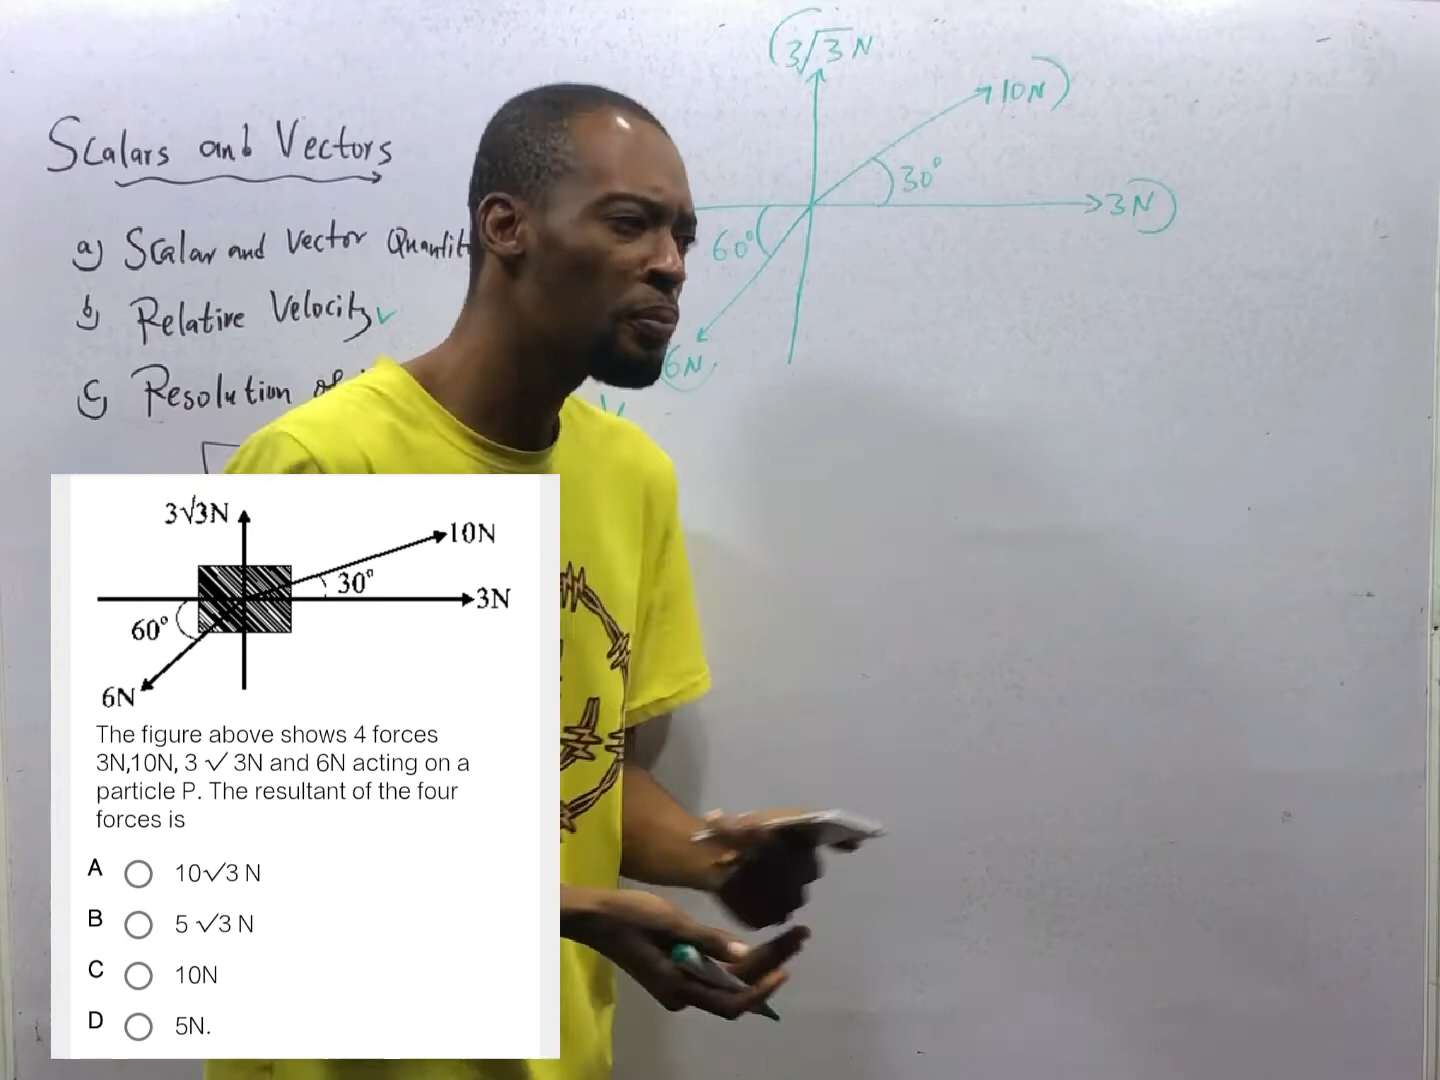 Scalars and Vectors
a) Scalar and Vector
b) Relative Velocity
c) Resolution
3√3N
10N
30°
3N
60°
6N
3√3N
10N
30°
3N
60°
6N
The figure above shows 4 forces
3N,10N, 3 √ 3N and 6N acting on a
particle P. The resultant of the four
forces is
A 10√3 N
B 5 √3 N
C 10N
D 5N.